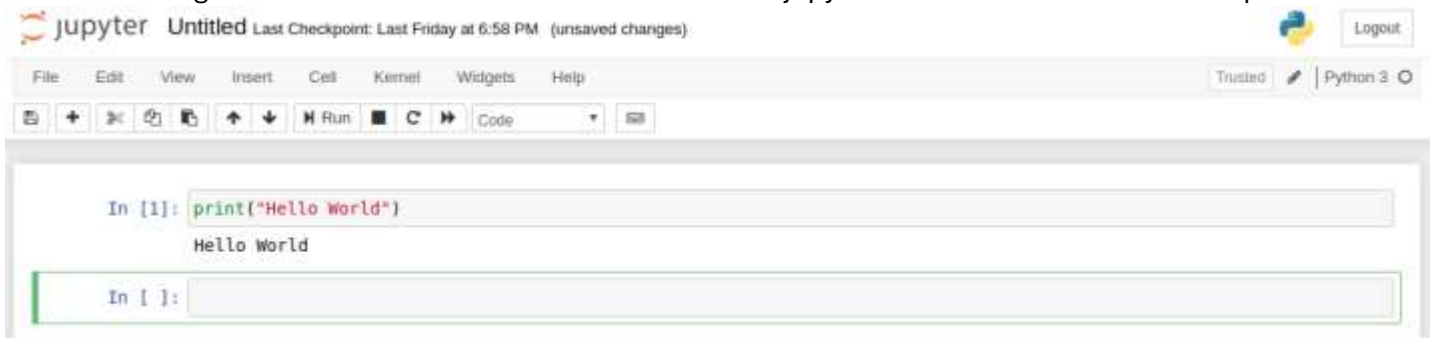 jupyter Untitled Last Checkpoint: Last Friday at 6:58 PM (unsaved changes)
Logout
File Edit View Insert Cell Kernel Widgets Help
Trusted Python 3
Run Code
In [1]: print("Hello World")
Hello World
In [ ]: